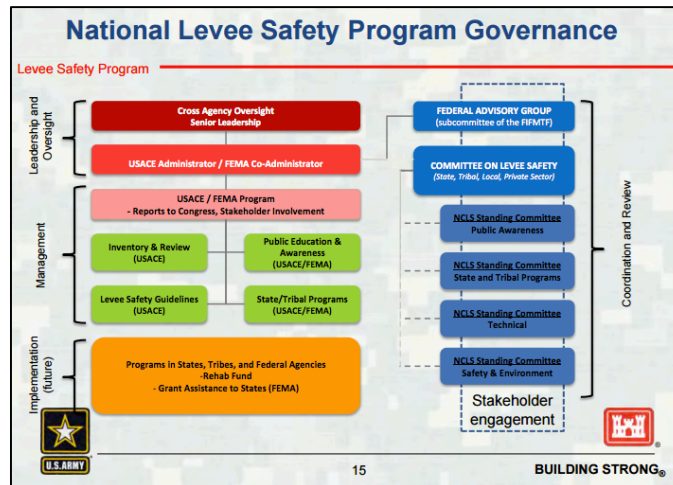 National Levee Safety Program Governance
Levee Safety Program
Leadership and
Oversight
Cross Agency Oversight
Senior Leadership
USACE Administrator / FEMA Co-Administrator
Management
USACE / FEMA Program
- Reports to Congress, Stakeholder Involvement
Inventory & Review
(USACE)
Public Education &
Awareness
(USACE/FEMA)
Levee Safety Guidelines
(USACE)
State/Tribal Programs
(USACE/FEMA)
Implementation
(future)
Programs in States, Tribes, and Federal Agencies
-Rehab Fund
- Grant Assistance to States (FEMA)
FEDERAL ADVISORY GROUP
(subcommittee of the FIFMTF)
COMMITTEE ON LEVEE SAFETY
(State, Tribal, Local, Private Sector)
NCLS Standing Committee
Public Awareness
NCLS Standing Committee
State and Tribal Programs
NCLS Standing Committee
Technical
NCLS Standing Committee
Safety & Environment
Stakeholder
engagement
Coordination and Review
U.S.ARMY
15
BUILDING STRONG®